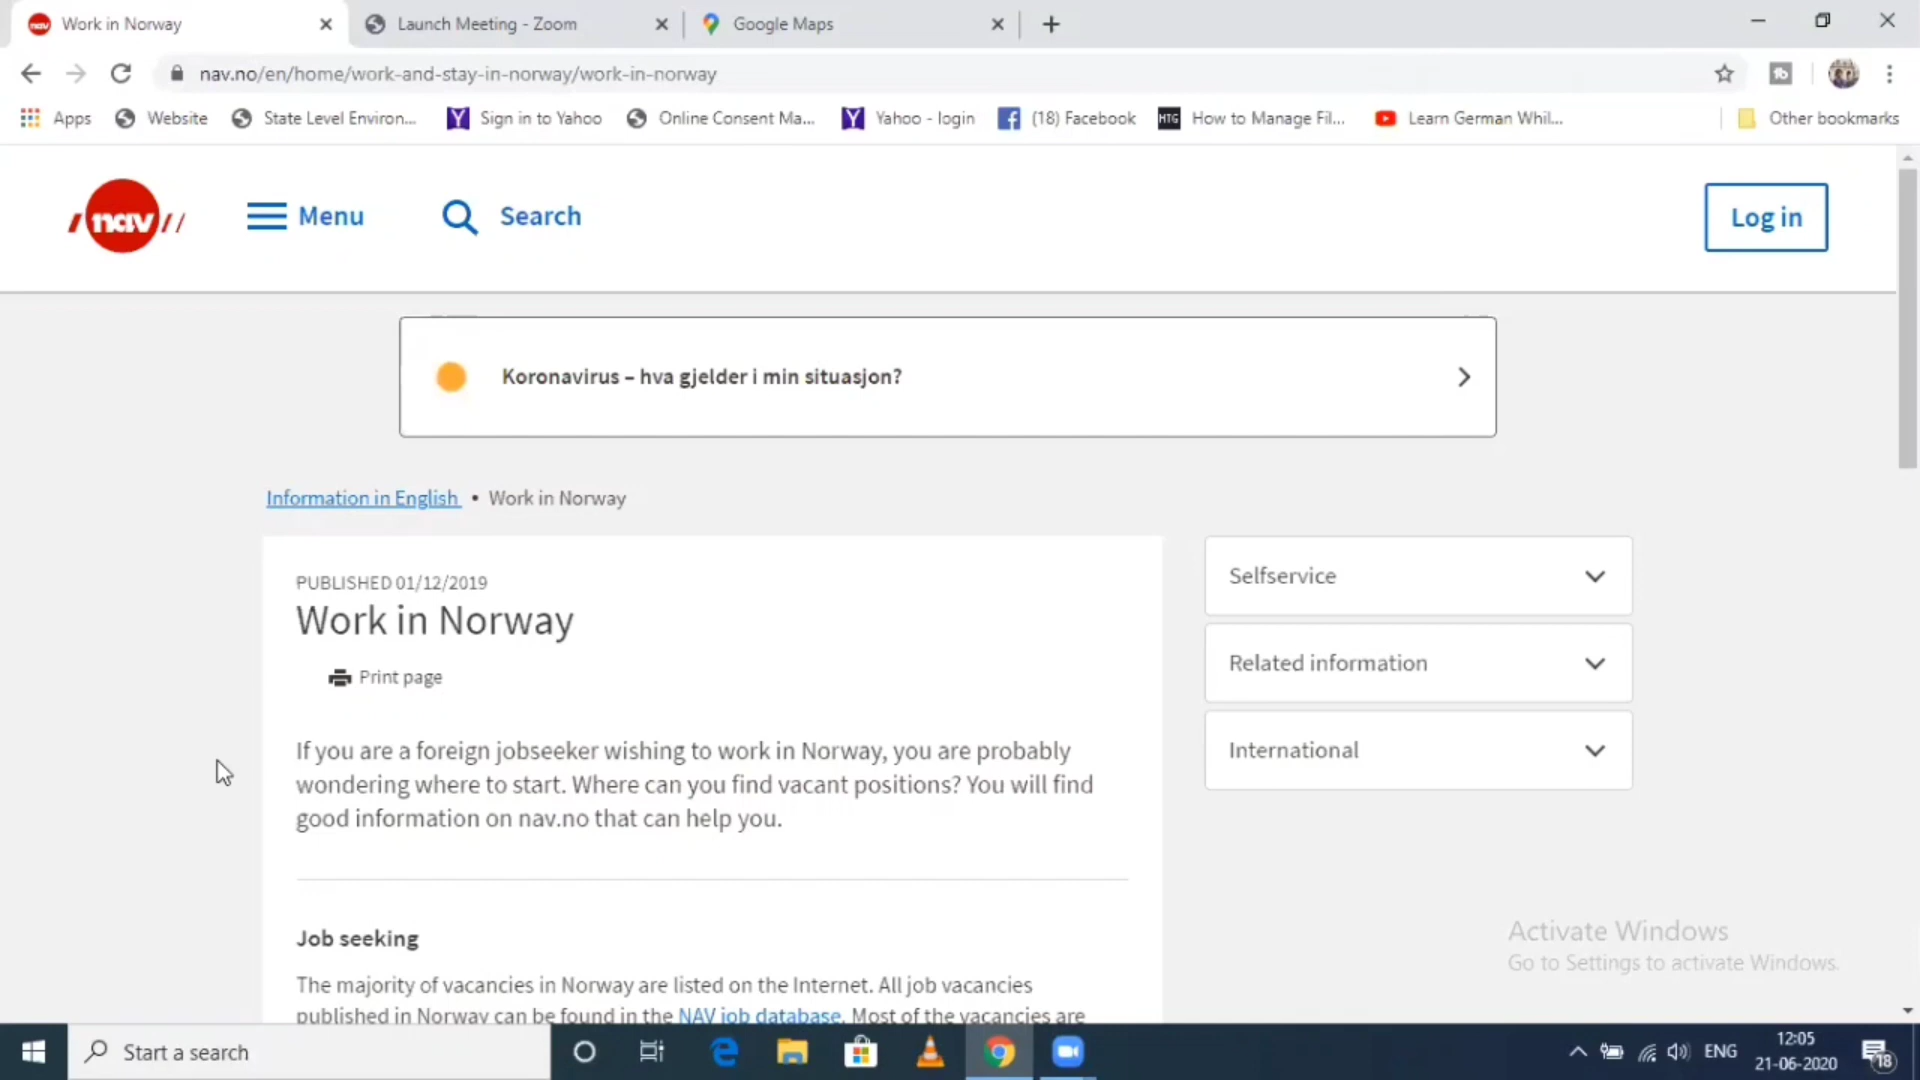 Work in Norway
Launch Meeting - Zoom
Google Maps
nav.no/en/home/work-and-stay-in-norway/work-in-norway
Apps
Website
State Level Environ...
Sign in to Yahoo
Online Consent Ma...
Yahoo - login
(18) Facebook
HTG
How to Manage Fil...
Learn German Whil...
Other bookmarks
nav
Menu
Search
Log in
Koronavirus – hva gjelder i min situasjon?
Information in English • Work in Norway
PUBLISHED 01/12/2019
Work in Norway
Print page
If you are a foreign jobseeker wishing to work in Norway, you are probably
wondering where to start. Where can you find vacant positions? You will find
good information on nav.no that can help you.
Job seeking
The majority of vacancies in Norway are listed on the Internet. All job vacancies
published in Norway can be found in the NAV job database. Most of the vacancies are
Selfservice
Related information
International
Activate Windows
Go to Settings to activate Windows.
Start a search
ENG
12:05
21-06-2020
18